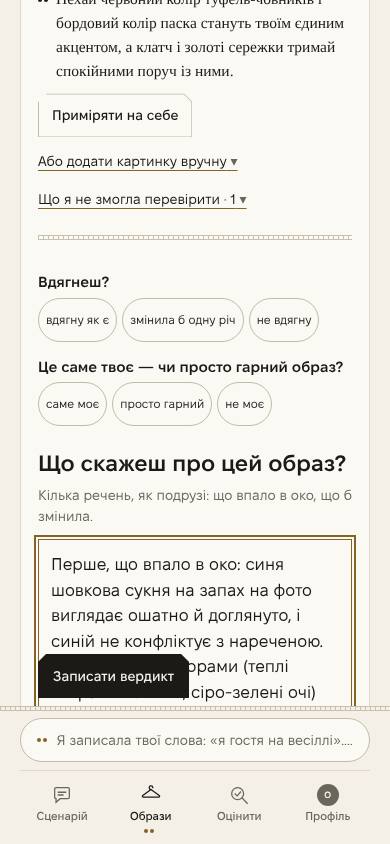 бордовий колір паска стануть твоїм єдиним
акцентом, а клатч і золоті сережки тримай
спокійними поруч із ними.
Приміряти на себе
Або додати картинку вручну ▾
Що я не змогла перевірити · 1 ▾
Вдягнеш?
вдягну як є
змінила б одну річ
не вдягну
Це саме твоє — чи просто гарний образ?
саме моє
просто гарний
не моє
Що скажеш про цей образ?
Кілька речень, як подрузі: що впало в око, що б
змінила.
Перше, що впало в око: синя
шовкова сукня на запах на фото
виглядає ошатно й доглянуто, і
синій не конфліктує з нареченою.
орами (теплі
Записати вердикт
сіро-зелені очі)
Я записала твої слова: «я гостя на весіллі»....
Сценарій
Образи
Оцінити
О
Профіль